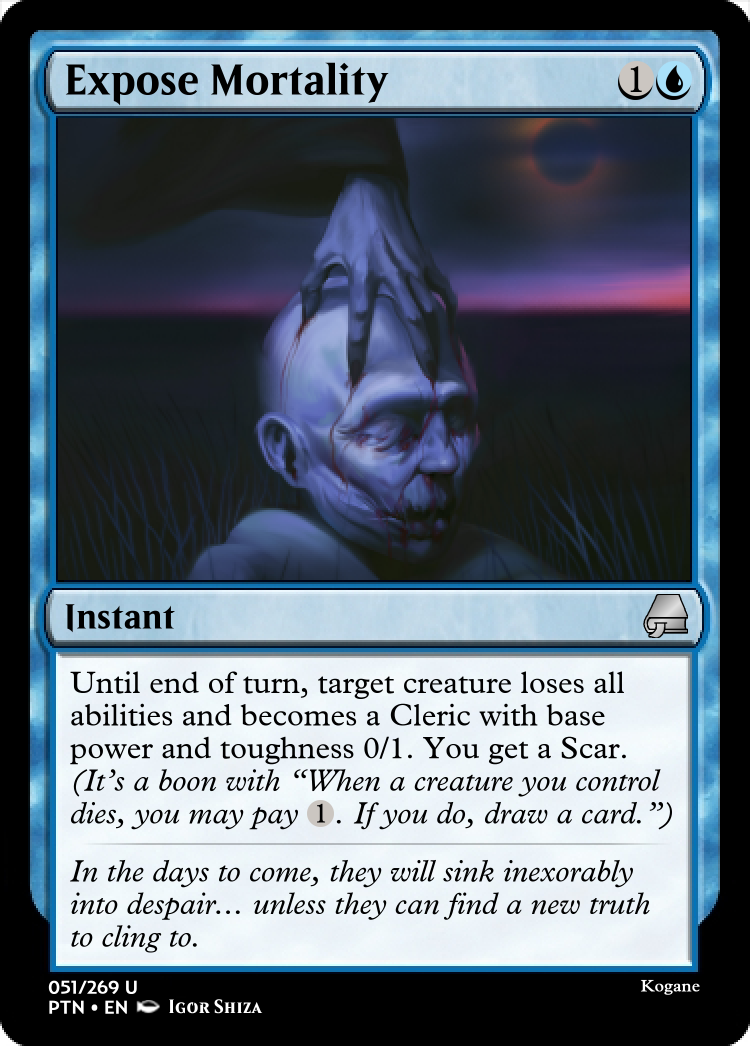 Expose Mortality 1
Instant
Until end of turn, target creature loses all
abilities and becomes a Cleric with base
power and toughness 0/1. You get a Scar.
(It's a boon with “When a creature you control
dies, you may pay 1. If you do, draw a card.”)
In the days to come, they will sink inexorably
into despair… unless they can find a new truth
to cling to.
051/269 U
Kogane
PTN • EN Igor Shiza